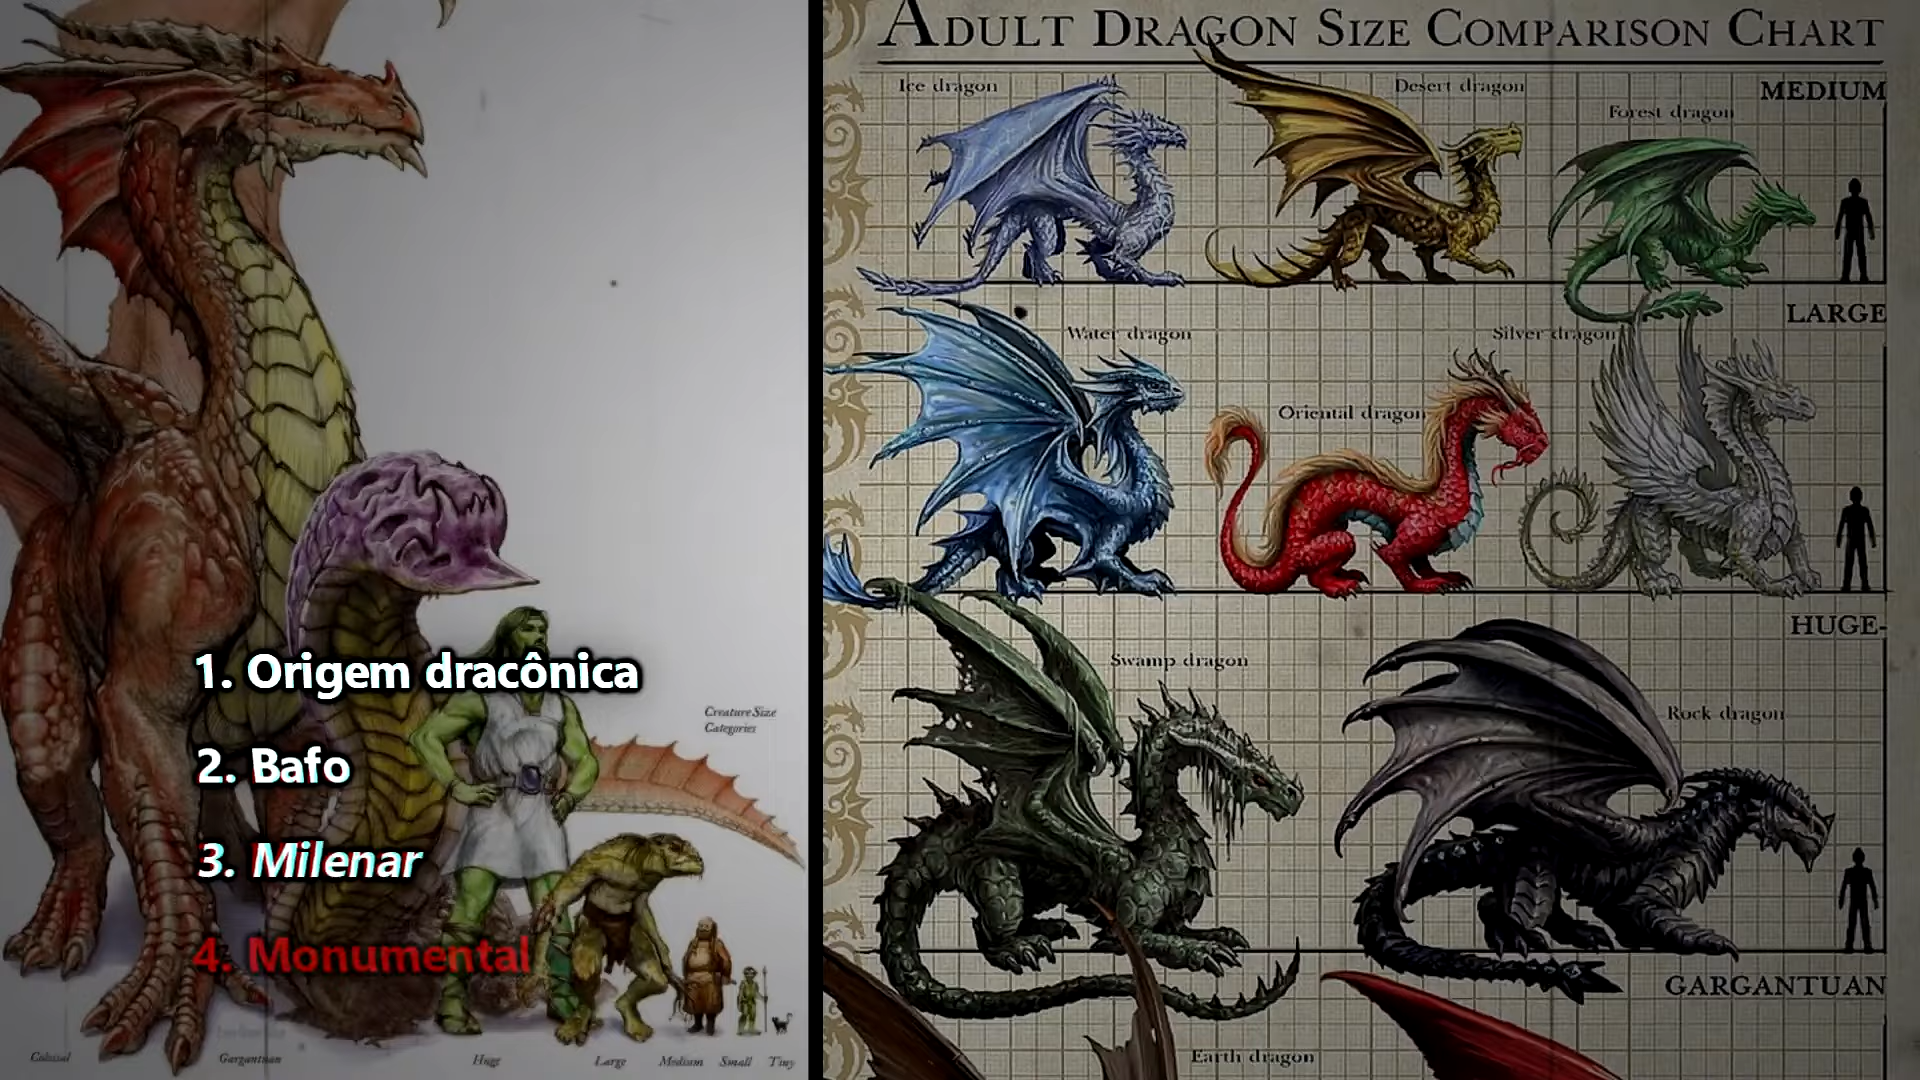 1. Origem dracônica
2. Bafo
3. Milenar
4. Monumental
Creature Size
Categories
Colossal
Gargantuan
Huge
Large
Medium
Small
Tiny
ADULT DRAGON SIZE COMPARISON CHART
Ice dragon
Desert dragon
MEDIUM
Forest dragon
LARGE
Water dragon
Silver dragon
Oriental dragon
HUGE-
Swamp dragon
Rock dragon
GARGANTUAN
Earth dragon